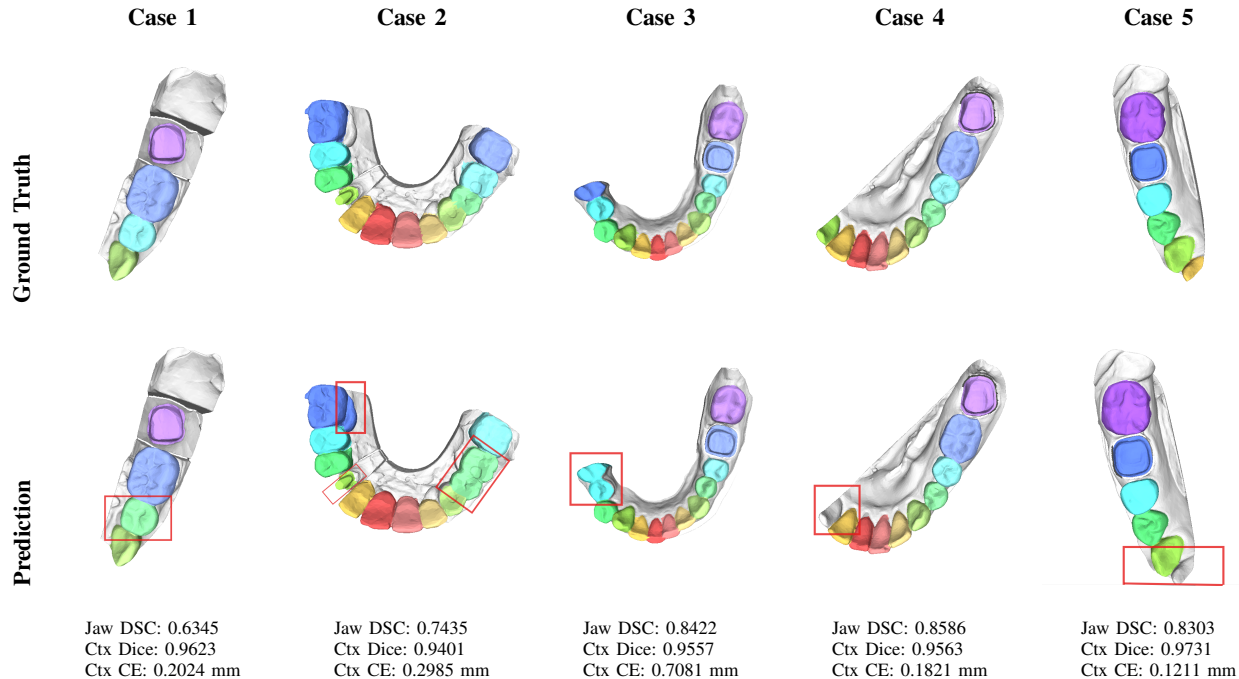 Case 1
Case 2
Case 3
Case 4
Case 5
Ground Truth
Prediction
Jaw DSC: 0.6345
Ctx Dice: 0.9623
Ctx CE: 0.2024 mm
Jaw DSC: 0.7435
Ctx Dice: 0.9401
Ctx CE: 0.2985 mm
Jaw DSC: 0.8422
Ctx Dice: 0.9557
Ctx CE: 0.7081 mm
Jaw DSC: 0.8586
Ctx Dice: 0.9563
Ctx CE: 0.1821 mm
Jaw DSC: 0.8303
Ctx Dice: 0.9731
Ctx CE: 0.1211 mm